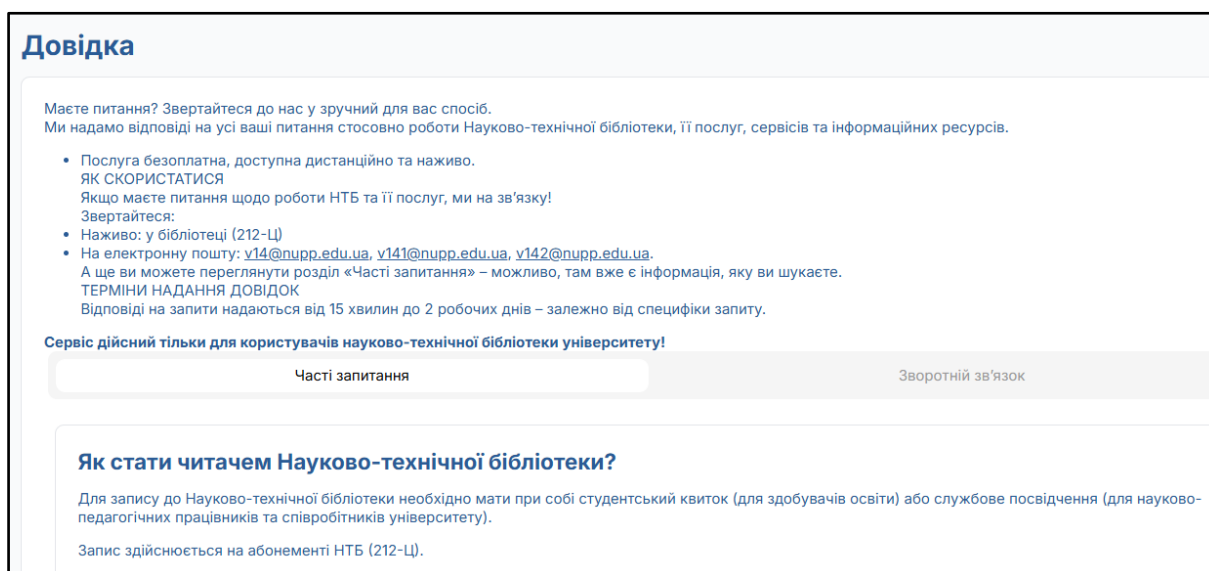 Довідка
Маєте питання? Звертайтеся до нас у зручний для вас спосіб.
Ми надамо відповіді на усі ваші питання стосовно роботи Науково-технічної бібліотеки, її послуг, сервісів та інформаційних ресурсів.
• Послуга безоплатна, доступна дистанційно та наживо.
ЯК СКОРИСТАТИСЯ
Якщо маєте питання щодо роботи НТБ та її послуг, ми на зв’язку!
Звертайтеся:
• Наживо: у бібліотеці (212-Ц)
• На електронну пошту: v14@nupp.edu.ua, v141@nupp.edu.ua, v142@nupp.edu.ua.
А ще ви можете переглянути розділ «Часті запитання» – можливо, там вже є інформація, яку ви шукаєте.
ТЕРМІНИ НАДАННЯ ДОВІДОК
Відповіді на запити надаються від 15 хвилин до 2 робочих днів – залежно від специфіки запиту.
Сервіс дійсний тільки для користувачів науково-технічної бібліотеки університету!
Часті запитання
Зворотній зв’язок
Як стати читачем Науково-технічної бібліотеки?
Для запису до Науково-технічної бібліотеки необхідно мати при собі студентський квиток (для здобувачів освіти) або службове посвідчення (для науково-
педагогічних працівників та співробітників університету).
Запис здійснюється на абонементі НТБ (212-Ц).